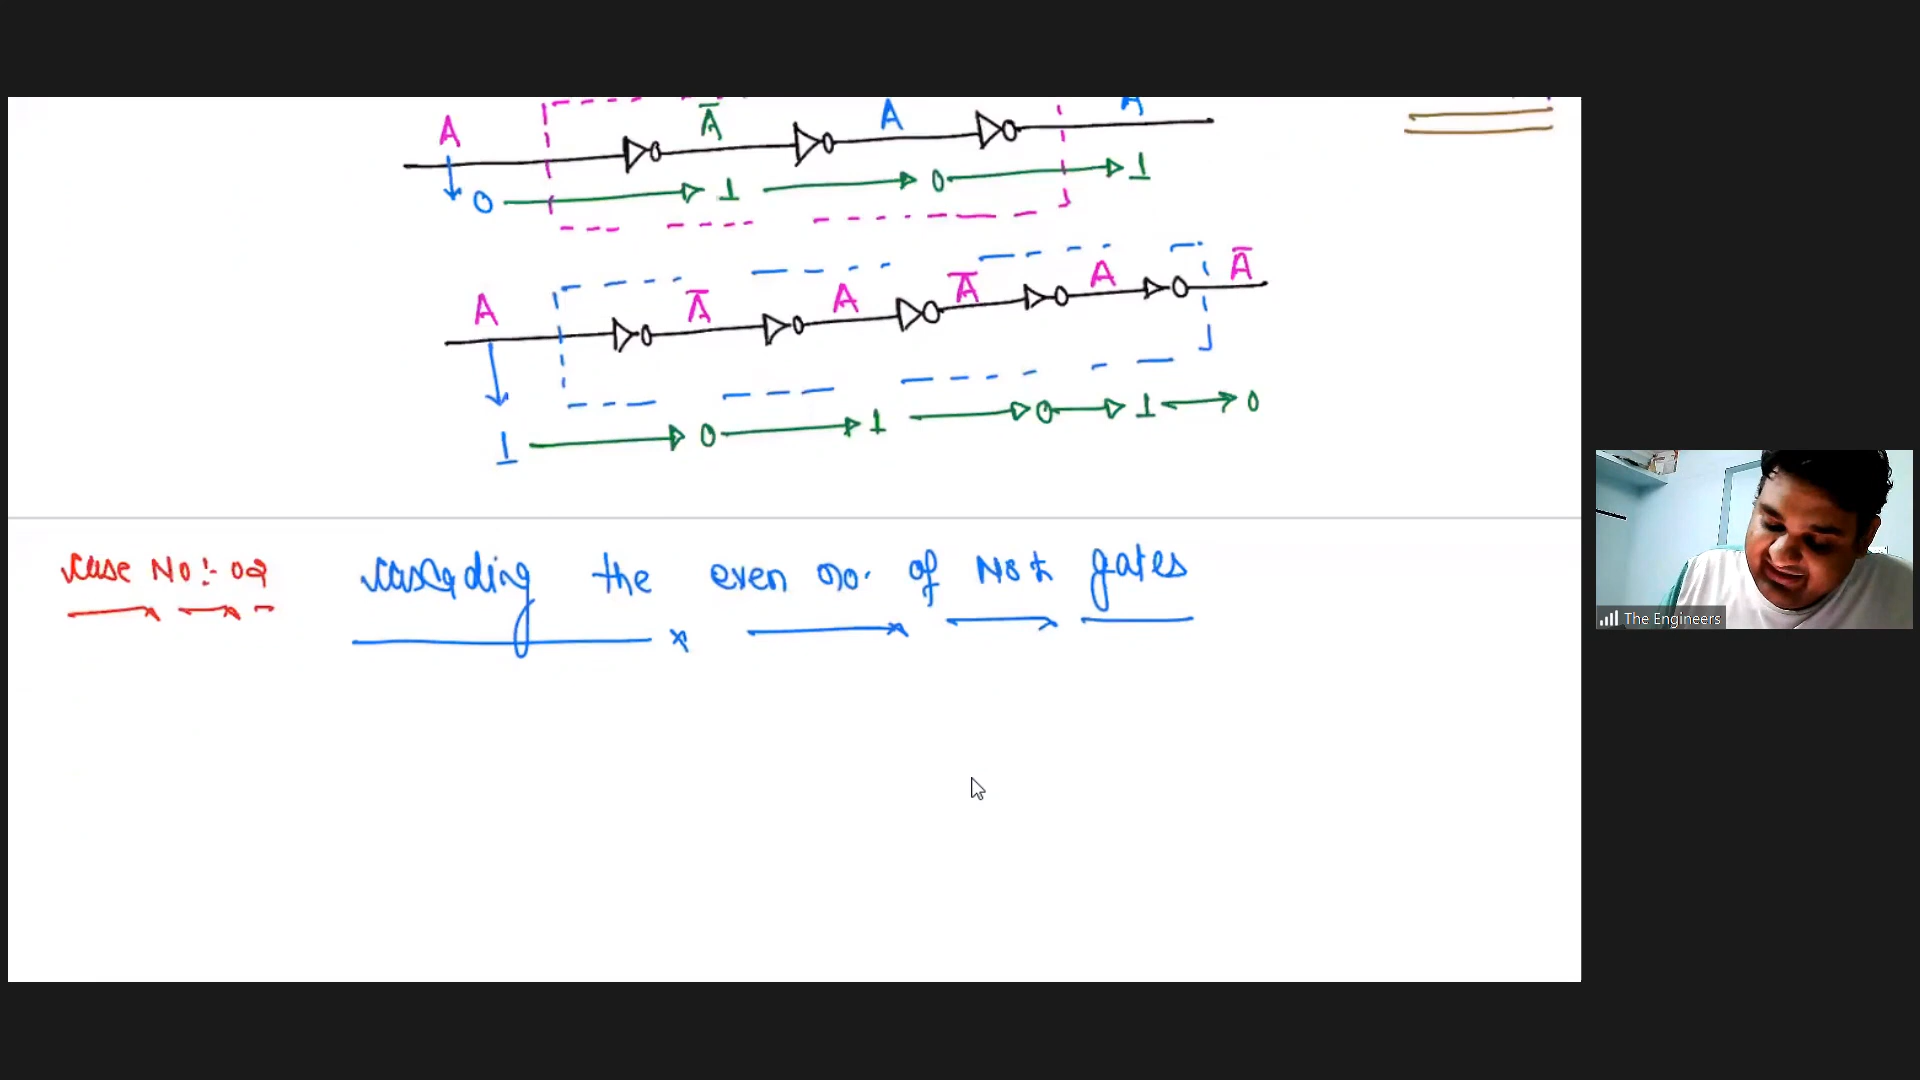 A Ā A
0 1 0 1
A Ā A Ā A Ā
1 0 1 0 1 0
Case No:- 02 cascading the even no. of Not gates
The Engineers